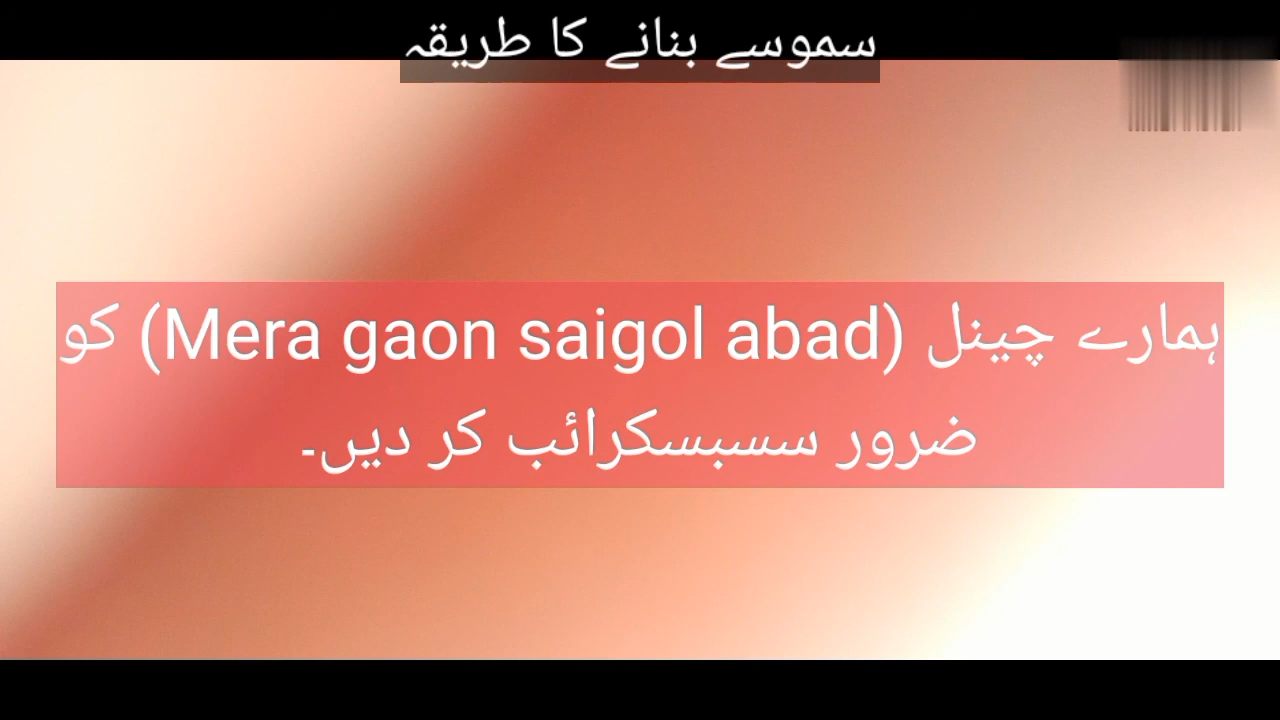 سموسے بنانے کا طریقہ
ہمارے چینل (Mera gaon saigol abad) کو
ضرور سسبسکرائب کر دیں۔